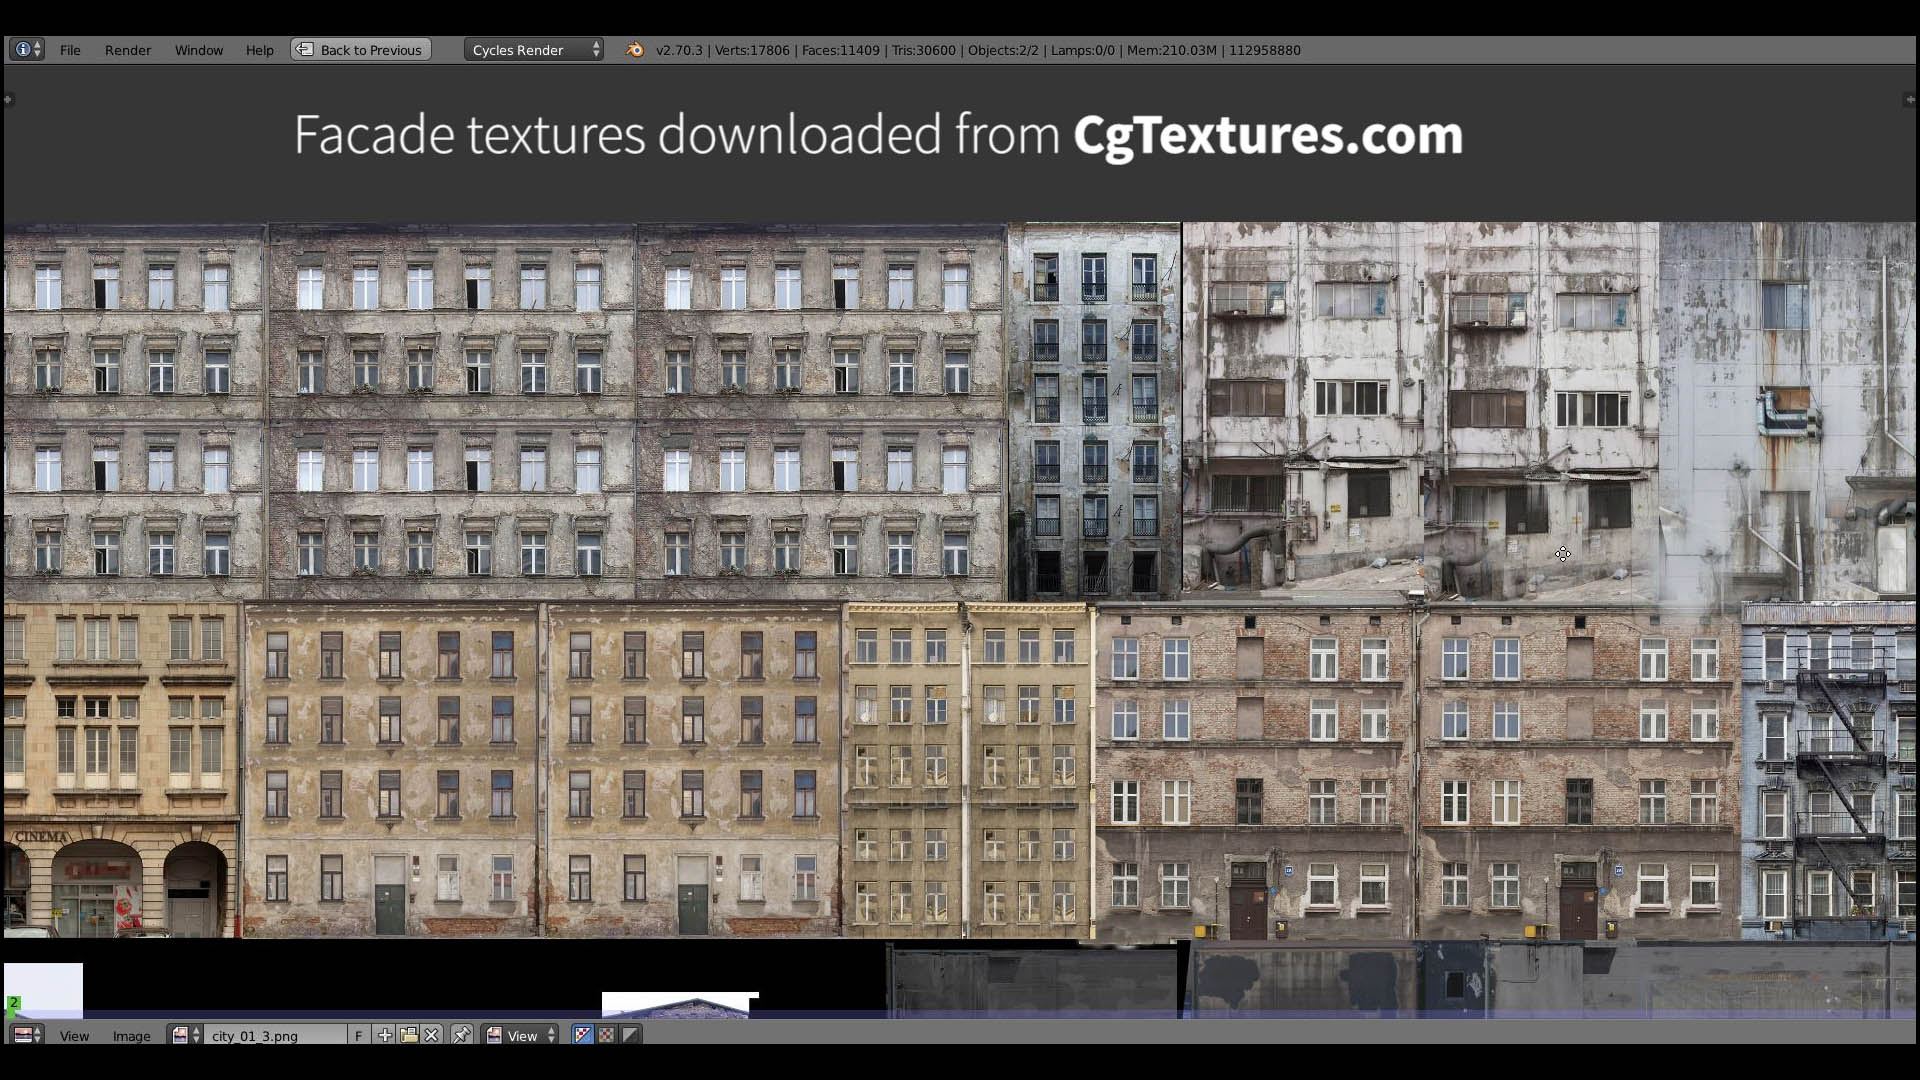 File Render Window Help Back to Previous Cycles Render v2.70.3 | Verts:17806 | Faces:11409 | Tris:30600 | Objects:2/2 | Lamps:0/0 | Mem:210.03M | 112958880
Facade textures downloaded from CgTextures.com
CINEMA
2
View Image city_01_3.png F View